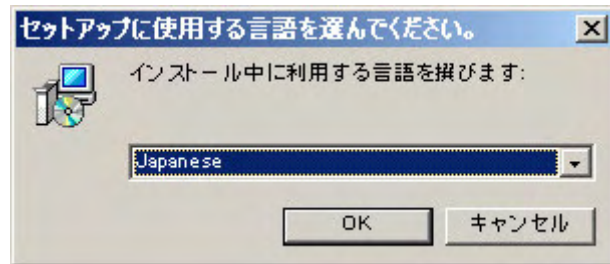 セットアップに使用する言語を選んでください。
インストール中に利用する言語を撰びます:
Japanese
OK
キャンセル